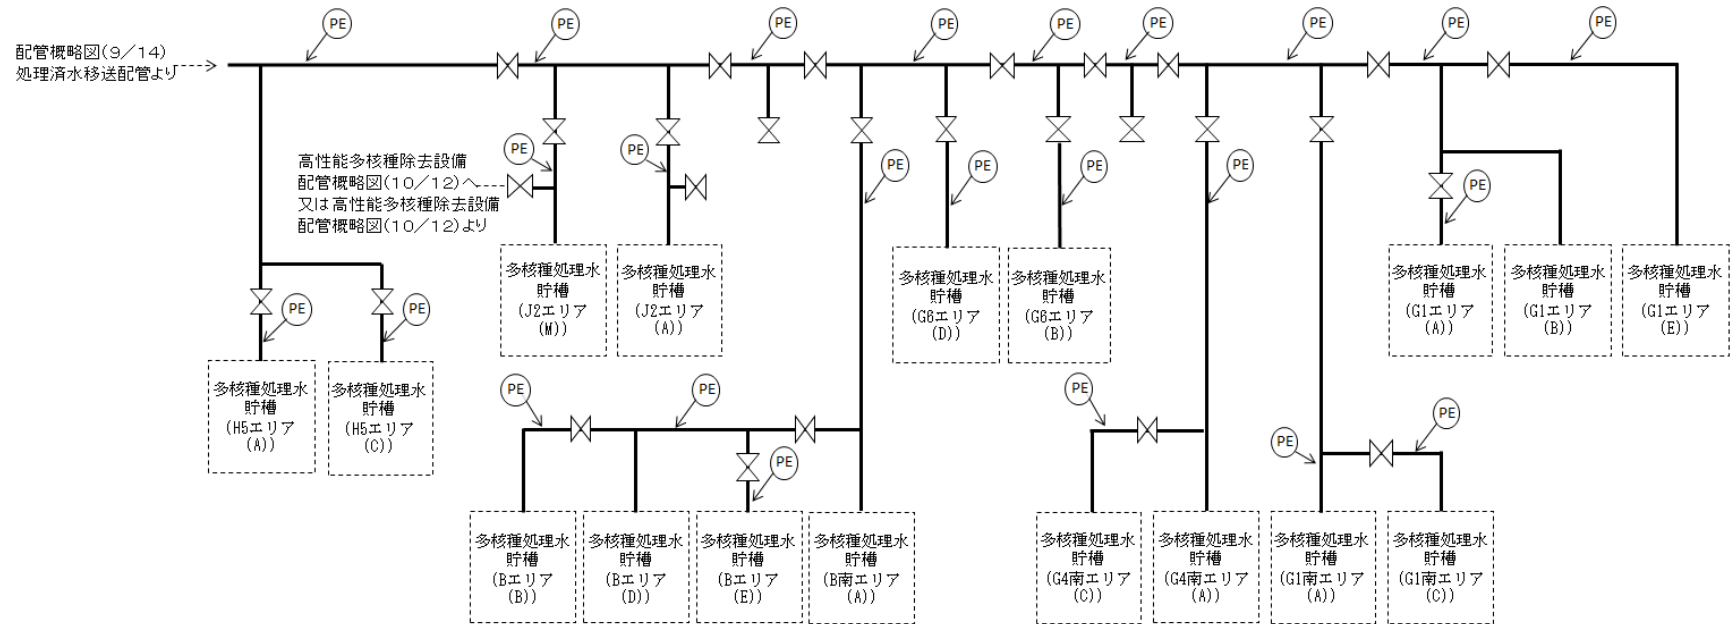 PE
PE
PE
PE
PE
PE
PE
PE
PE
配管概略図(9/14)
処理済水移送配管より
高性能多核種除去設備
配管概略図(10/12)へ
又は高性能多核種除去設備
配管概略図(10/12)より
PE
PE
PE
PE
PE
PE
PE
多核種処理水
貯槽
(J2エリア
(M))
多核種処理水
貯槽
(J2エリア
(A))
多核種処理水
貯槽
(G6エリア
(D))
多核種処理水
貯槽
(G6エリア
(B))
多核種処理水
貯槽
(G1エリア
(A))
多核種処理水
貯槽
(G1エリア
(B))
多核種処理水
貯槽
(G1エリア
(E))
PE
PE
多核種処理水
貯槽
(H5エリア
(A))
多核種処理水
貯槽
(H5エリア
(C))
PE
PE
PE
PE
PE
PE
多核種処理水
貯槽
(Bエリア
(B))
多核種処理水
貯槽
(Bエリア
(D))
多核種処理水
貯槽
(Bエリア
(E))
多核種処理水
貯槽
(B南エリア
(A))
多核種処理水
貯槽
(G4南エリア
(C))
多核種処理水
貯槽
(G4南エリア
(A))
多核種処理水
貯槽
(G1南エリア
(A))
多核種処理水
貯槽
(G1南エリア
(C))